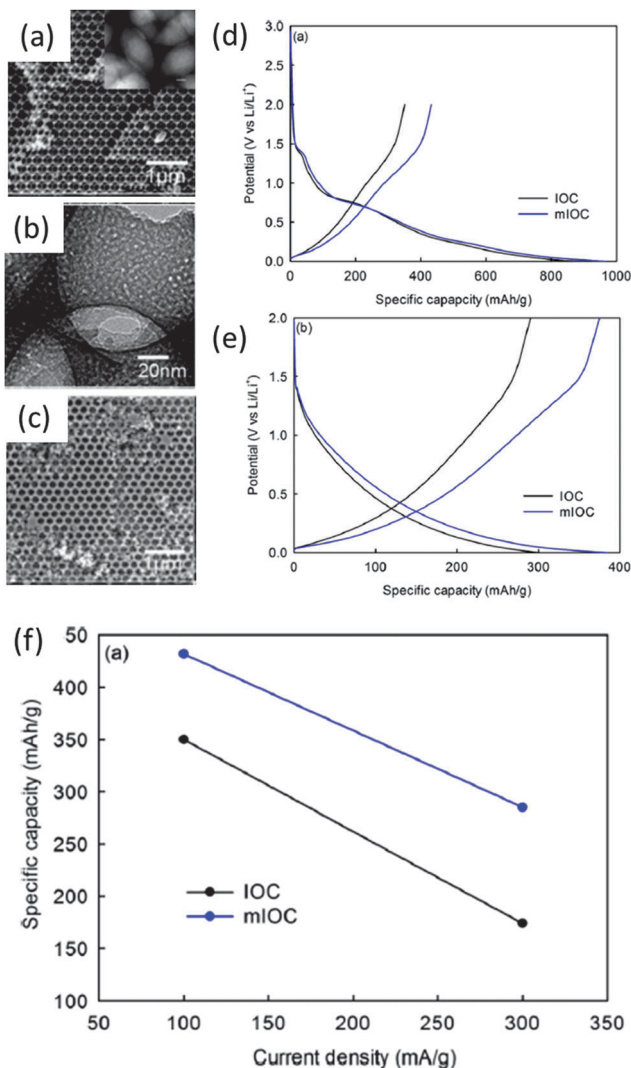 (a)
1μm
(b)
20nm
(c)
1μm
(d)
(a)
3.0
2.5
2.0
1.5
1.0
0.5
0.0
Potential (V vs Li/Li⁺)
IOC
mIOC
0 200 400 600 800 1000
Specific capapcity (mAh/g)
(e)
(b)
2.0
1.5
1.0
0.5
0.0
Potential (V vs Li/Li⁺)
IOC
mIOC
0 100 200 300 400
Specific capacity (mAh/g)
(f)
(a)
50
400
350
300
250
200
150
100
Specific capacity (mAh/g)
IOC
mIOC
50 100 150 200 250 300 350
Current density (mA/g)